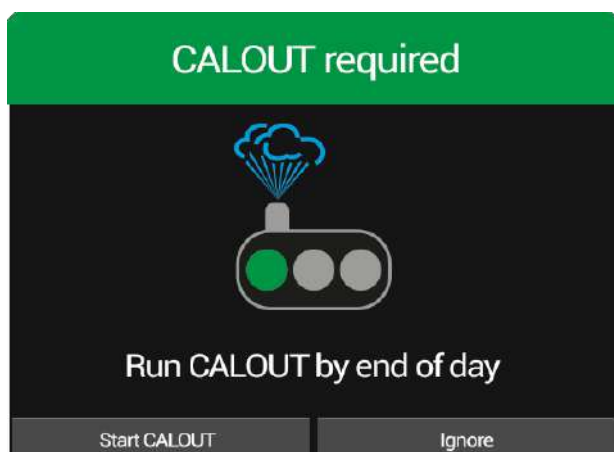 CALOUT required
Run CALOUT by end of day
Start CALOUT
Ignore